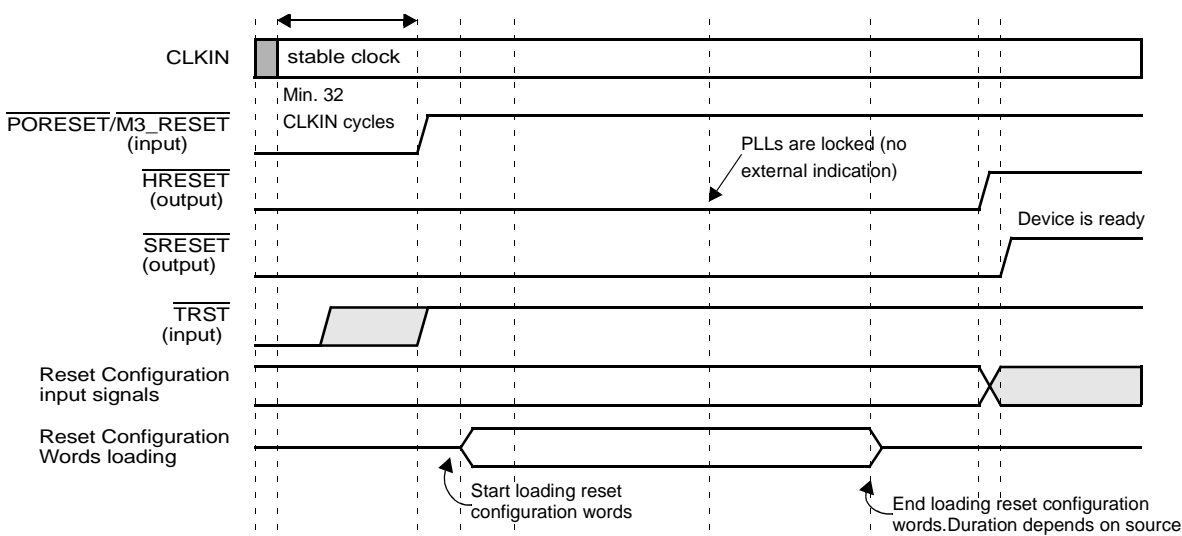 CLKIN
stable clock
Min. 32
CLKIN cycles
PORESET/M3_RESET
(input)
PLLs are locked (no
external indication)
HRESET
(output)
Device is ready
SRESET
(output)
TRST
(input)
Reset Configuration
input signals
Reset Configuration
Words loading
Start loading reset
configuration words
End loading reset configuration
words.Duration depends on source